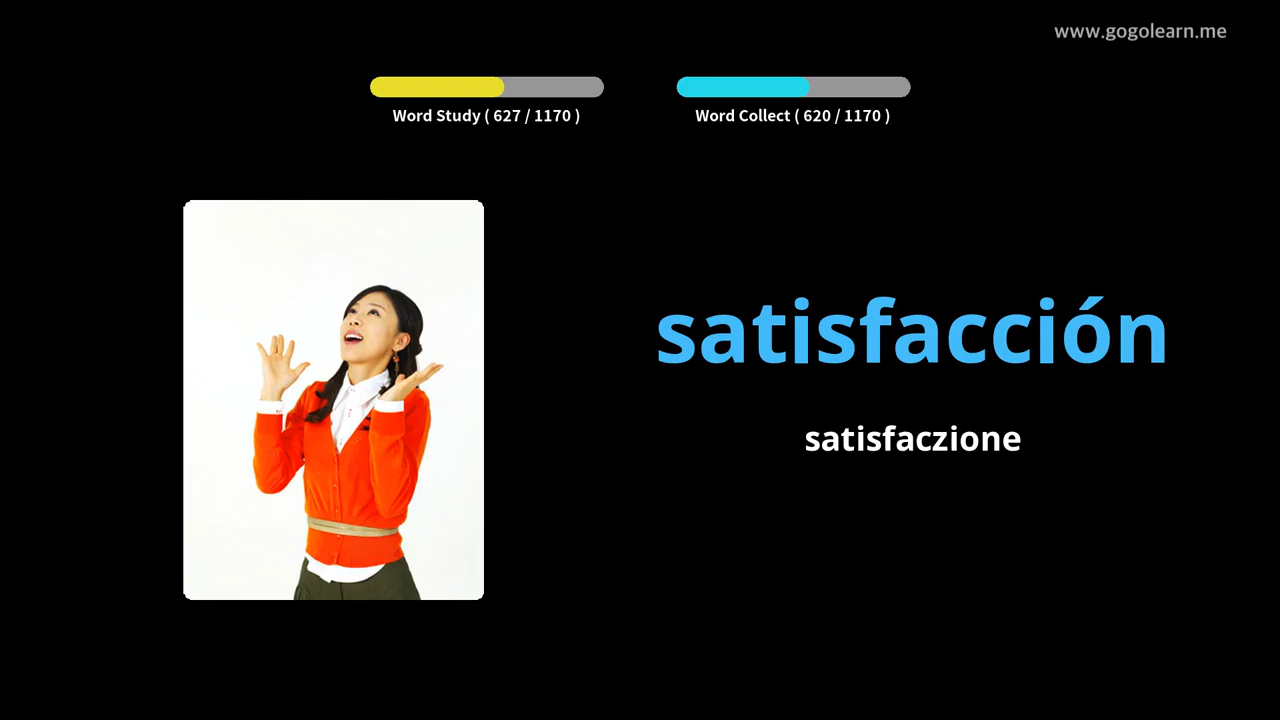 www.gogolearn.me
Word Study ( 627 / 1170 )
Word Collect ( 620 / 1170 )
satisfacción
satisfaczione